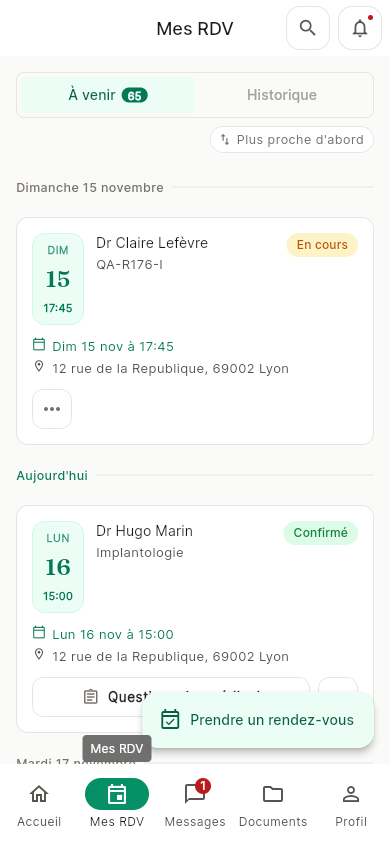 Mes RDV
À venir 65
Historique
Plus proche d'abord
Dimanche 15 novembre
DIM
15
17:45
Dr Claire Lefèvre
QA-R176-I
En cours
Dim 15 nov à 17:45
12 rue de la Republique, 69002 Lyon
Aujourd'hui
LUN
16
15:00
Dr Hugo Marin
Implantologie
Confirmé
Lun 16 nov à 15:00
12 rue de la Republique, 69002 Lyon
Prendre un rendez-vous
Mes RDV
Mardi 17 novembre
Accueil
Mes RDV
1
Messages
Documents
Profil